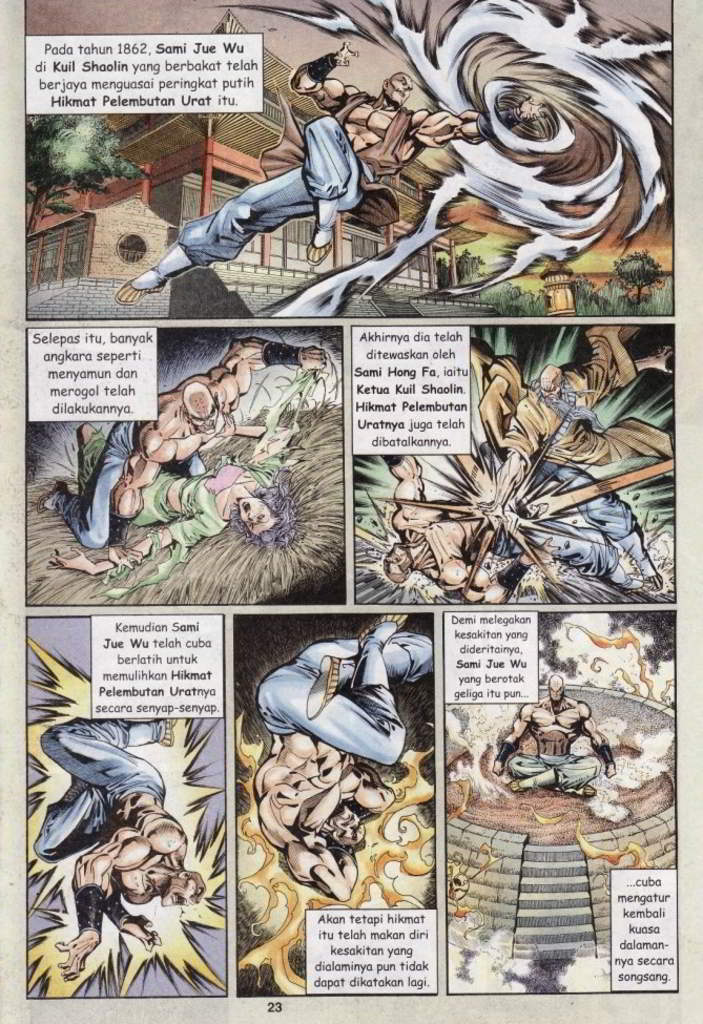 Pada tahun 1862, Sami Jue Wu
di Kuil Shaolin yang berbakat telah
berjaya menguasai peringkat putih
Hikmat Pelembutan Urat itu.
Selepas itu, banyak
angkara seperti
menyamun dan
merogol telah
dilakukannya.
Akhirnya dia telah
ditewaskan oleh
Sami Hong Fa, iaitu
Ketua Kuil Shaolin.
Hikmat Pelembutan
Uratnya juga telah
dibatalkannya.
Kemudian Sami
Jue Wu telah cuba
berlatih untuk
memulihkan Hikmat
Pelembutan Uratnya
secara senyap-senyap.
Akan tetapi hikmat
itu telah makan diri
kesakitan yang
dialaminya pun tidak
dapat dikatakan lagi.
Demi melegakan
kesakitan yang
dideritainya,
Sami Jue Wu
yang berotak
geliga itu pun...
...cuba
mengatur
kembali
kuasa
dalaman-
nya secara
songsang.
23